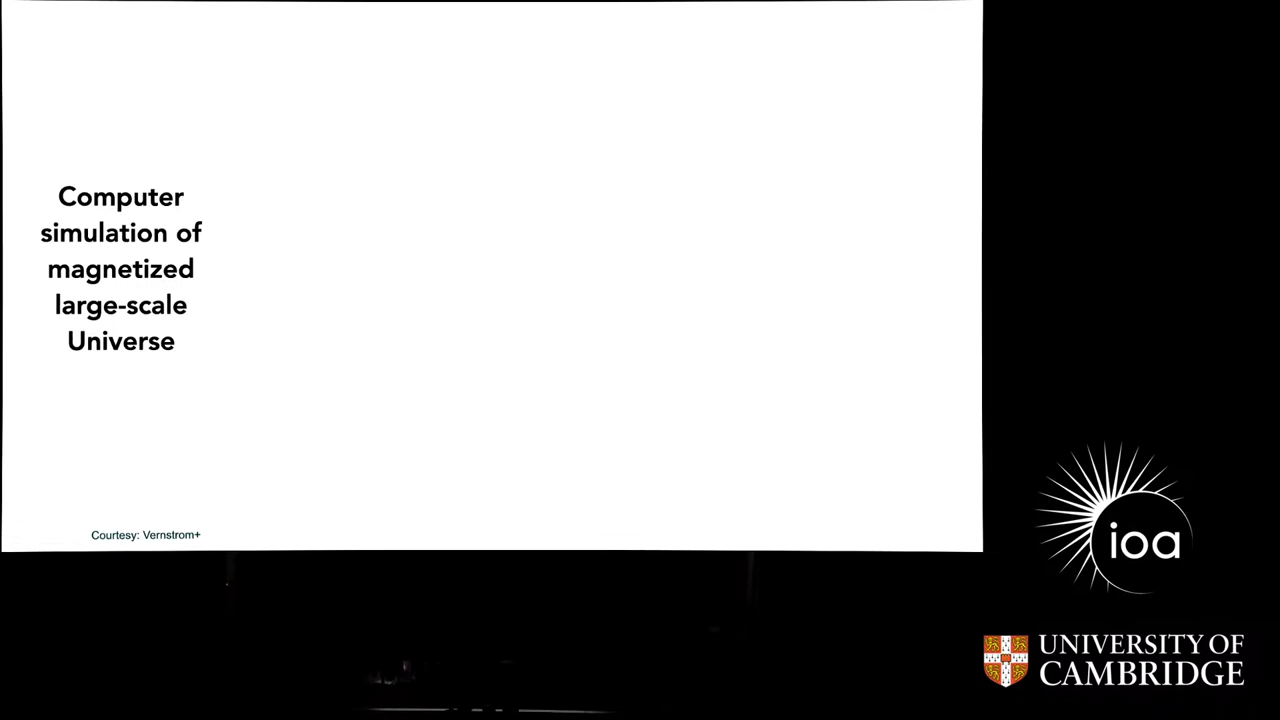 Computer
simulation of
magnetized
large-scale
Universe
Courtesy: Vernstrom+
ioa
UNIVERSITY OF
CAMBRIDGE